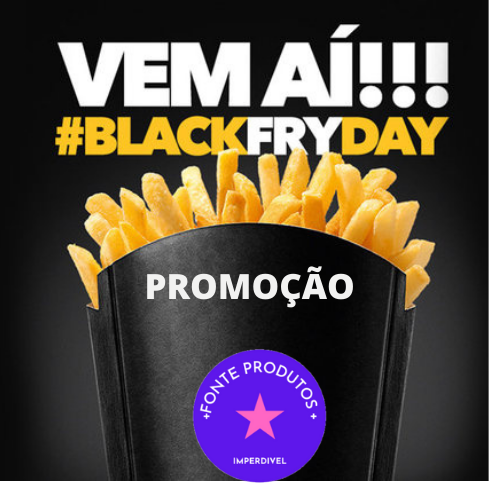 VEM AÍ!!!
#BLACKFRYDAY
PROMOÇÃO
+FONTE PRODUTOS+
IMPERDIVEL